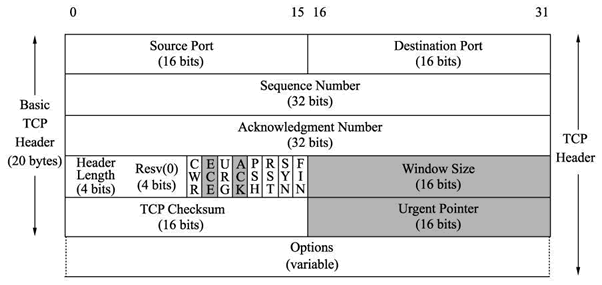 0 15 16 31
Source Port
(16 bits)
Destination Port
(16 bits)
Sequence Number
(32 bits)
Basic
TCP
Header
(20 bytes)
Acknowledgment Number
(32 bits)
TCP
Header
Header
Length
(4 bits)
Resv(0)
(4 bits)
CWR
ECE
URG
ACK
PSH
RST
SYN
FIN
Window Size
(16 bits)
TCP Checksum
(16 bits)
Urgent Pointer
(16 bits)
Options
(variable)